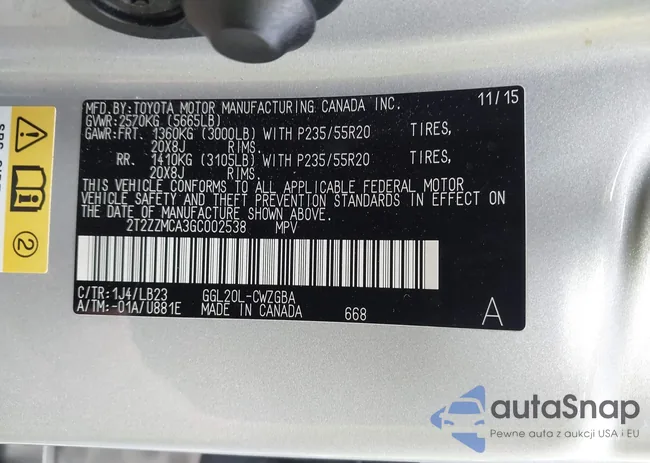 MFD.BY:TOYOTA MOTOR MANUFACTURING CANADA INC. 11/15
GVWR:2570KG (5665LB)
GAWR:FRT. 1360KG (3000LB) WITH P235/55R20 TIRES,
20X8J RIMS.
RR. 1410KG (3105LB) WITH P235/55R20 TIRES,
20X8J RIMS.
THIS VEHICLE CONFORMS TO ALL APPLICABLE FEDERAL MOTOR
VEHICLE SAFETY AND THEFT PREVENTION STANDARDS IN EFFECT ON
THE DATE OF MANUFACTURE SHOWN ABOVE.
2T2ZZMCA3GC002538 MPV
C/TR:1J4/LB23 GGL20L-CWZGBA
A/TM:-01A/U881E MADE IN CANADA 668 A
2
autaSnap
Pewne auta z aukcji USA i EU